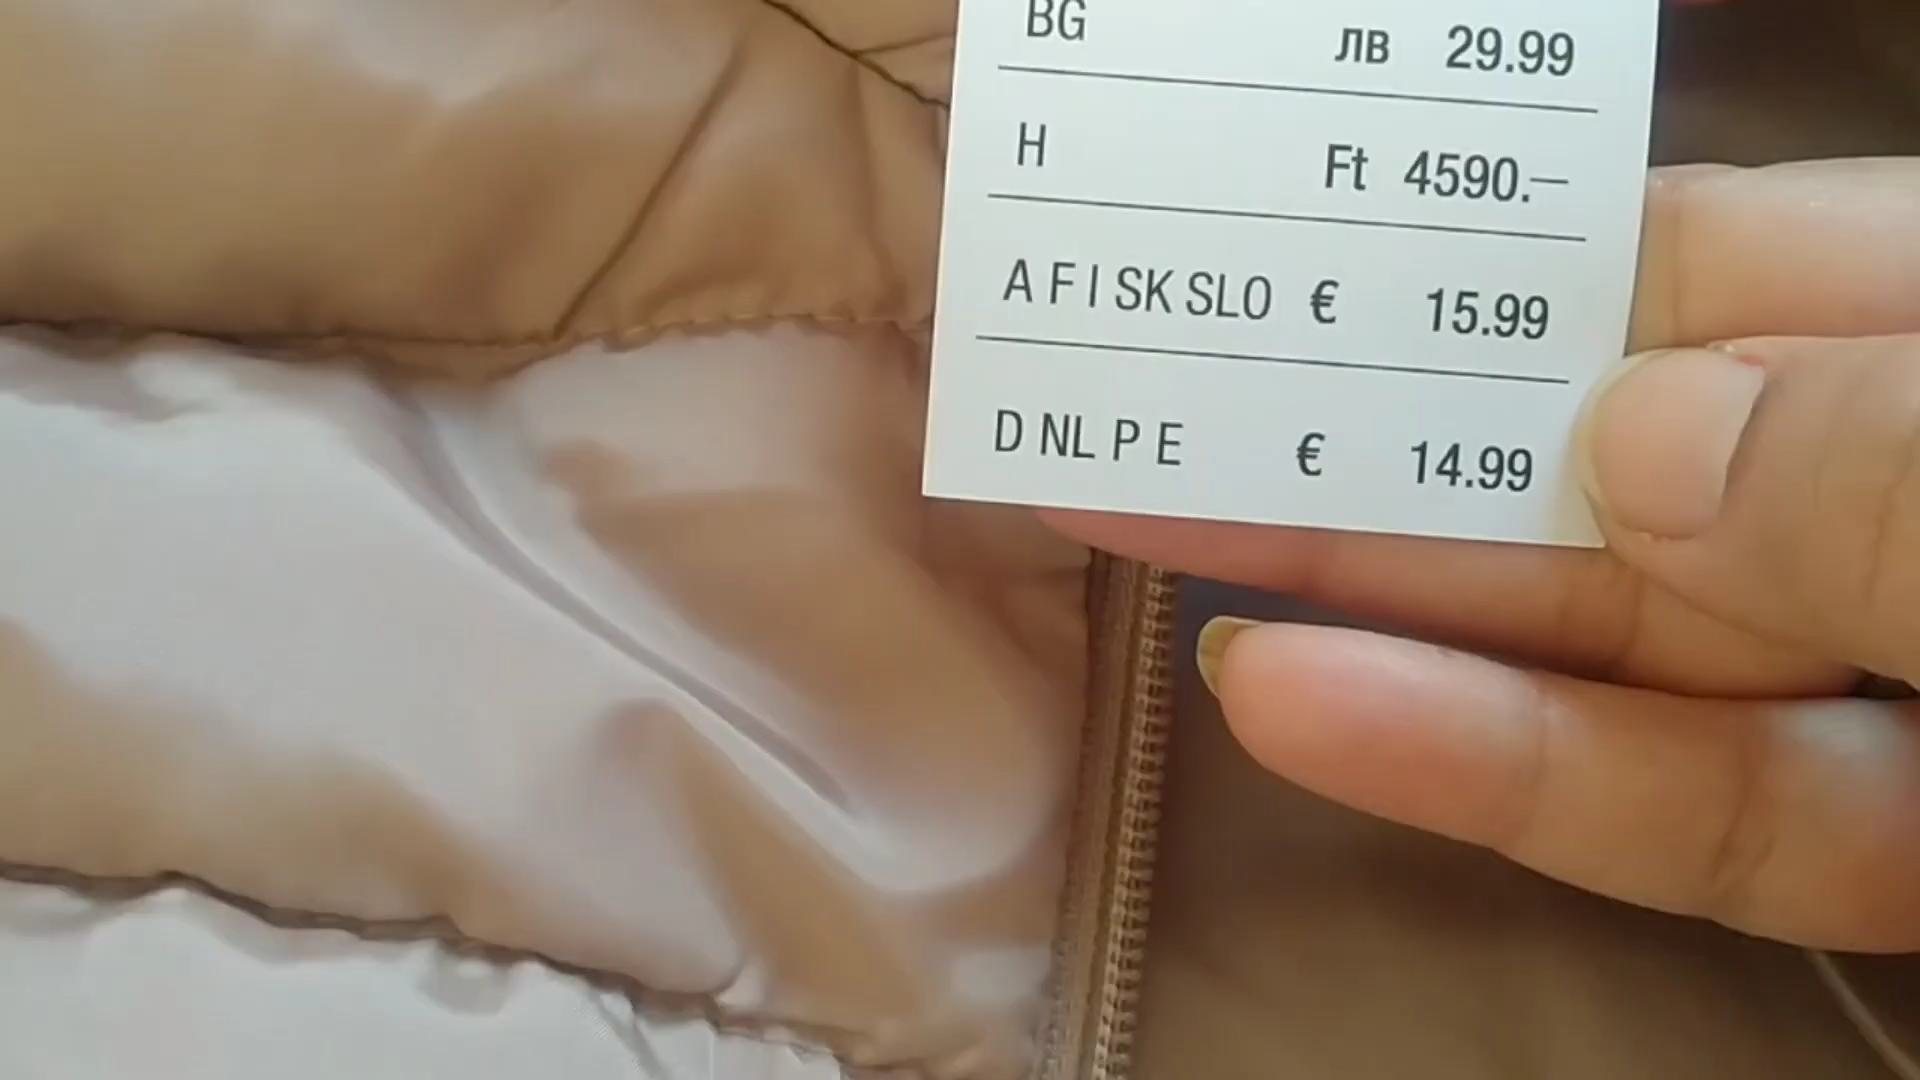 BG лв 29.99
H Ft 4590.—
A F I SK SLO € 15.99
D NL P E € 14.99